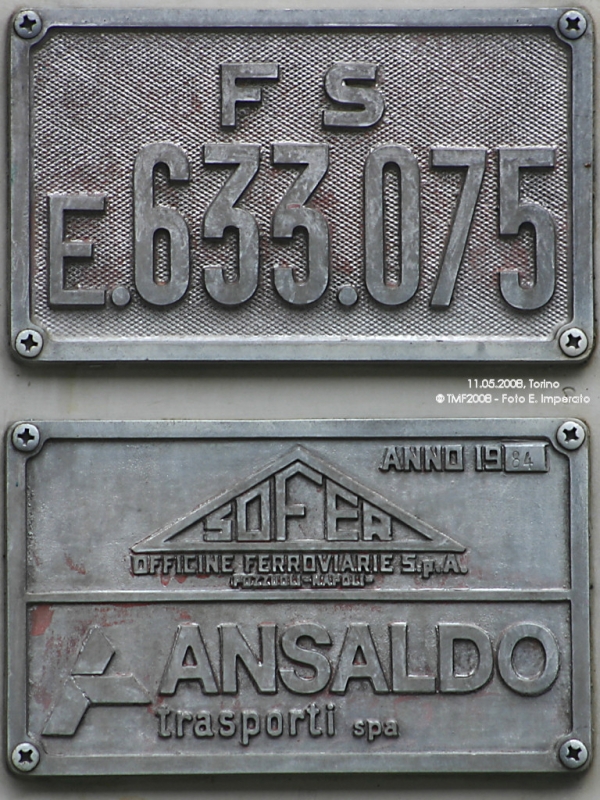 F S
E.633.075
11.05.2008, Torino
© TMF2008 - Foto E. Imperato
ANNO 1984
SOFER
OFFICINE FERROVIARIE S.p.A.
POZZUOLI-NAPOLI
ANSALDO
trasporti spa